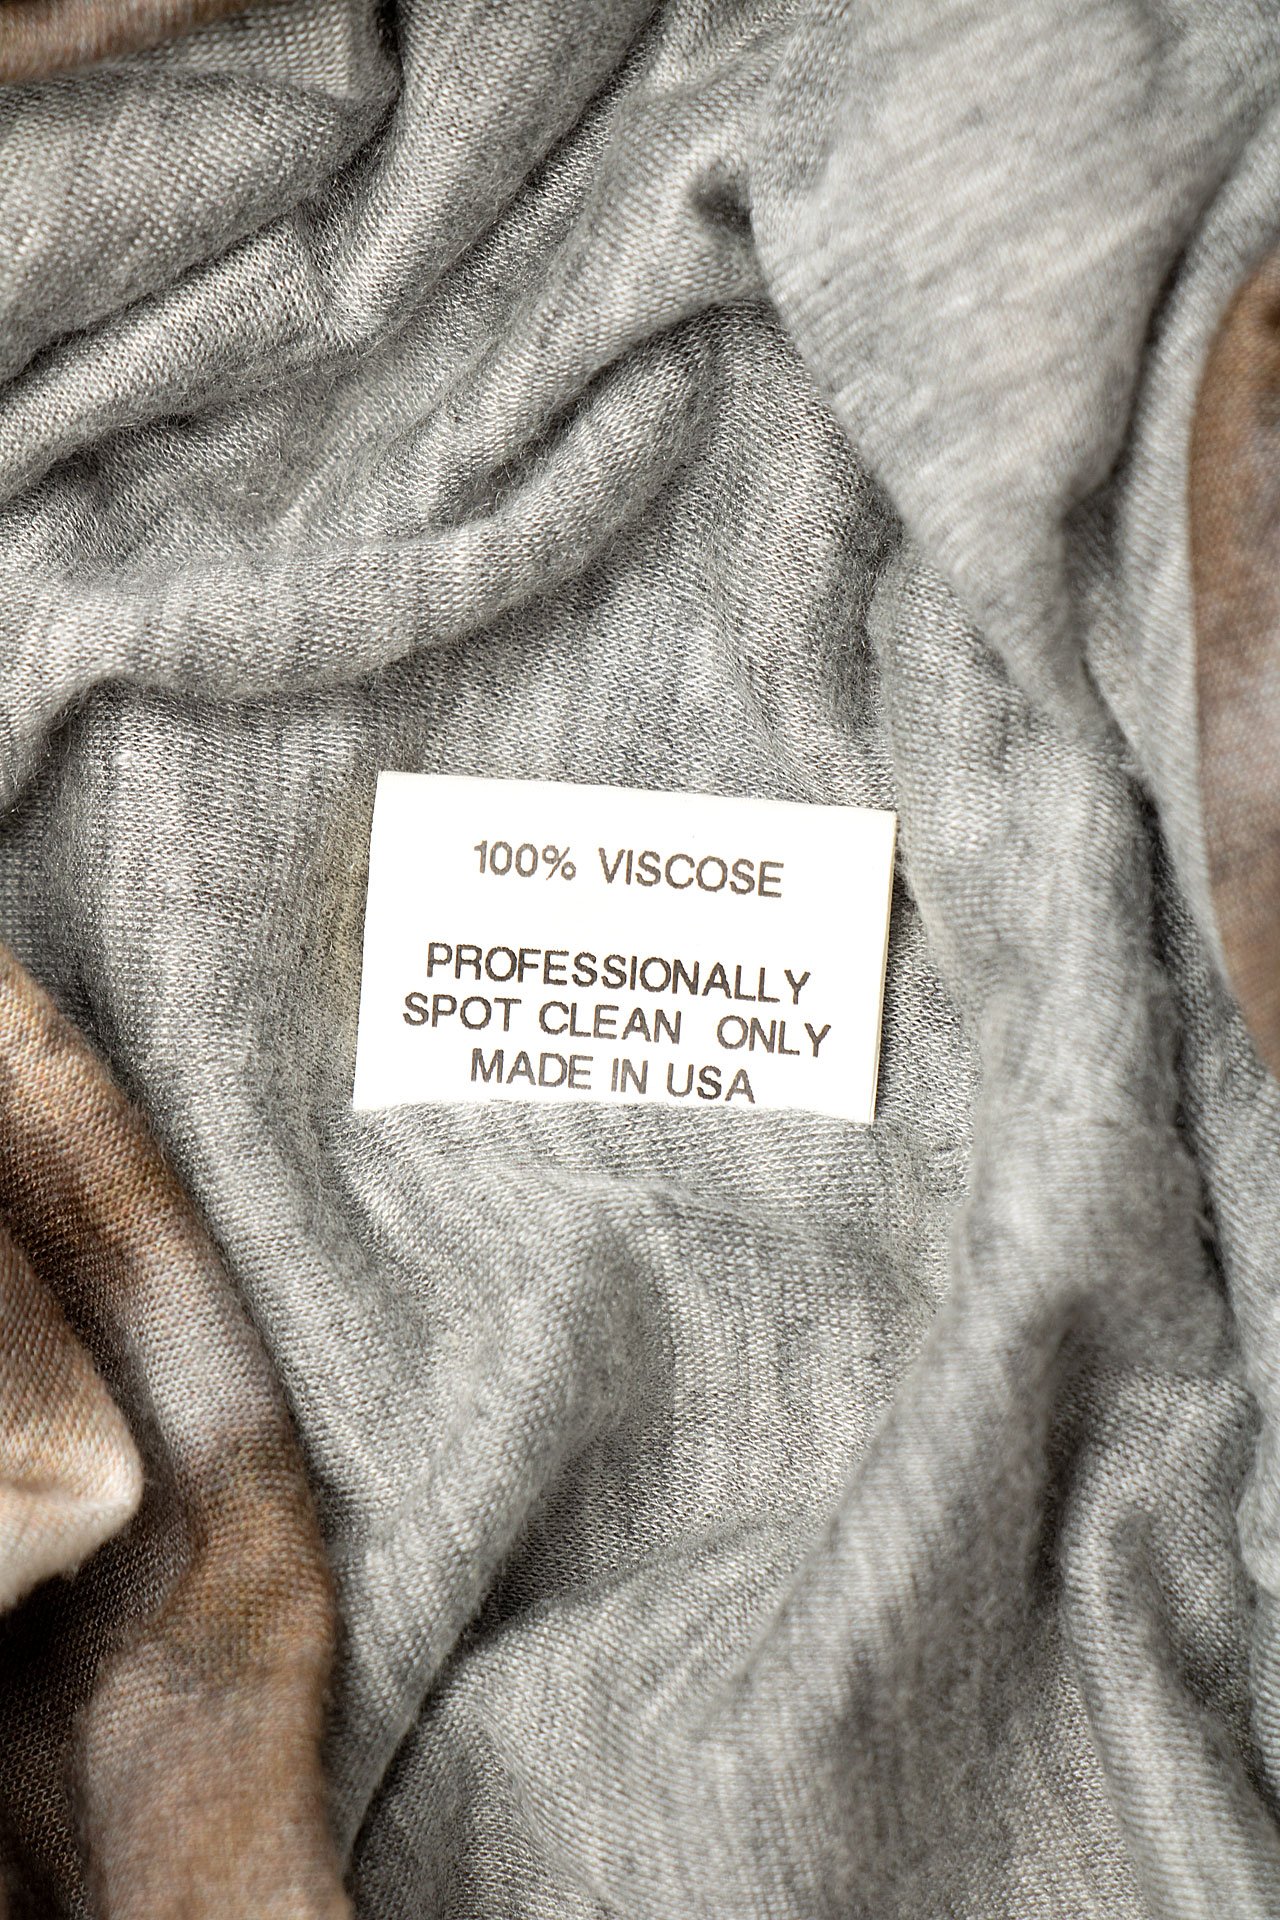 100% VISCOSE
PROFESSIONALLY
SPOT CLEAN ONLY
MADE IN USA